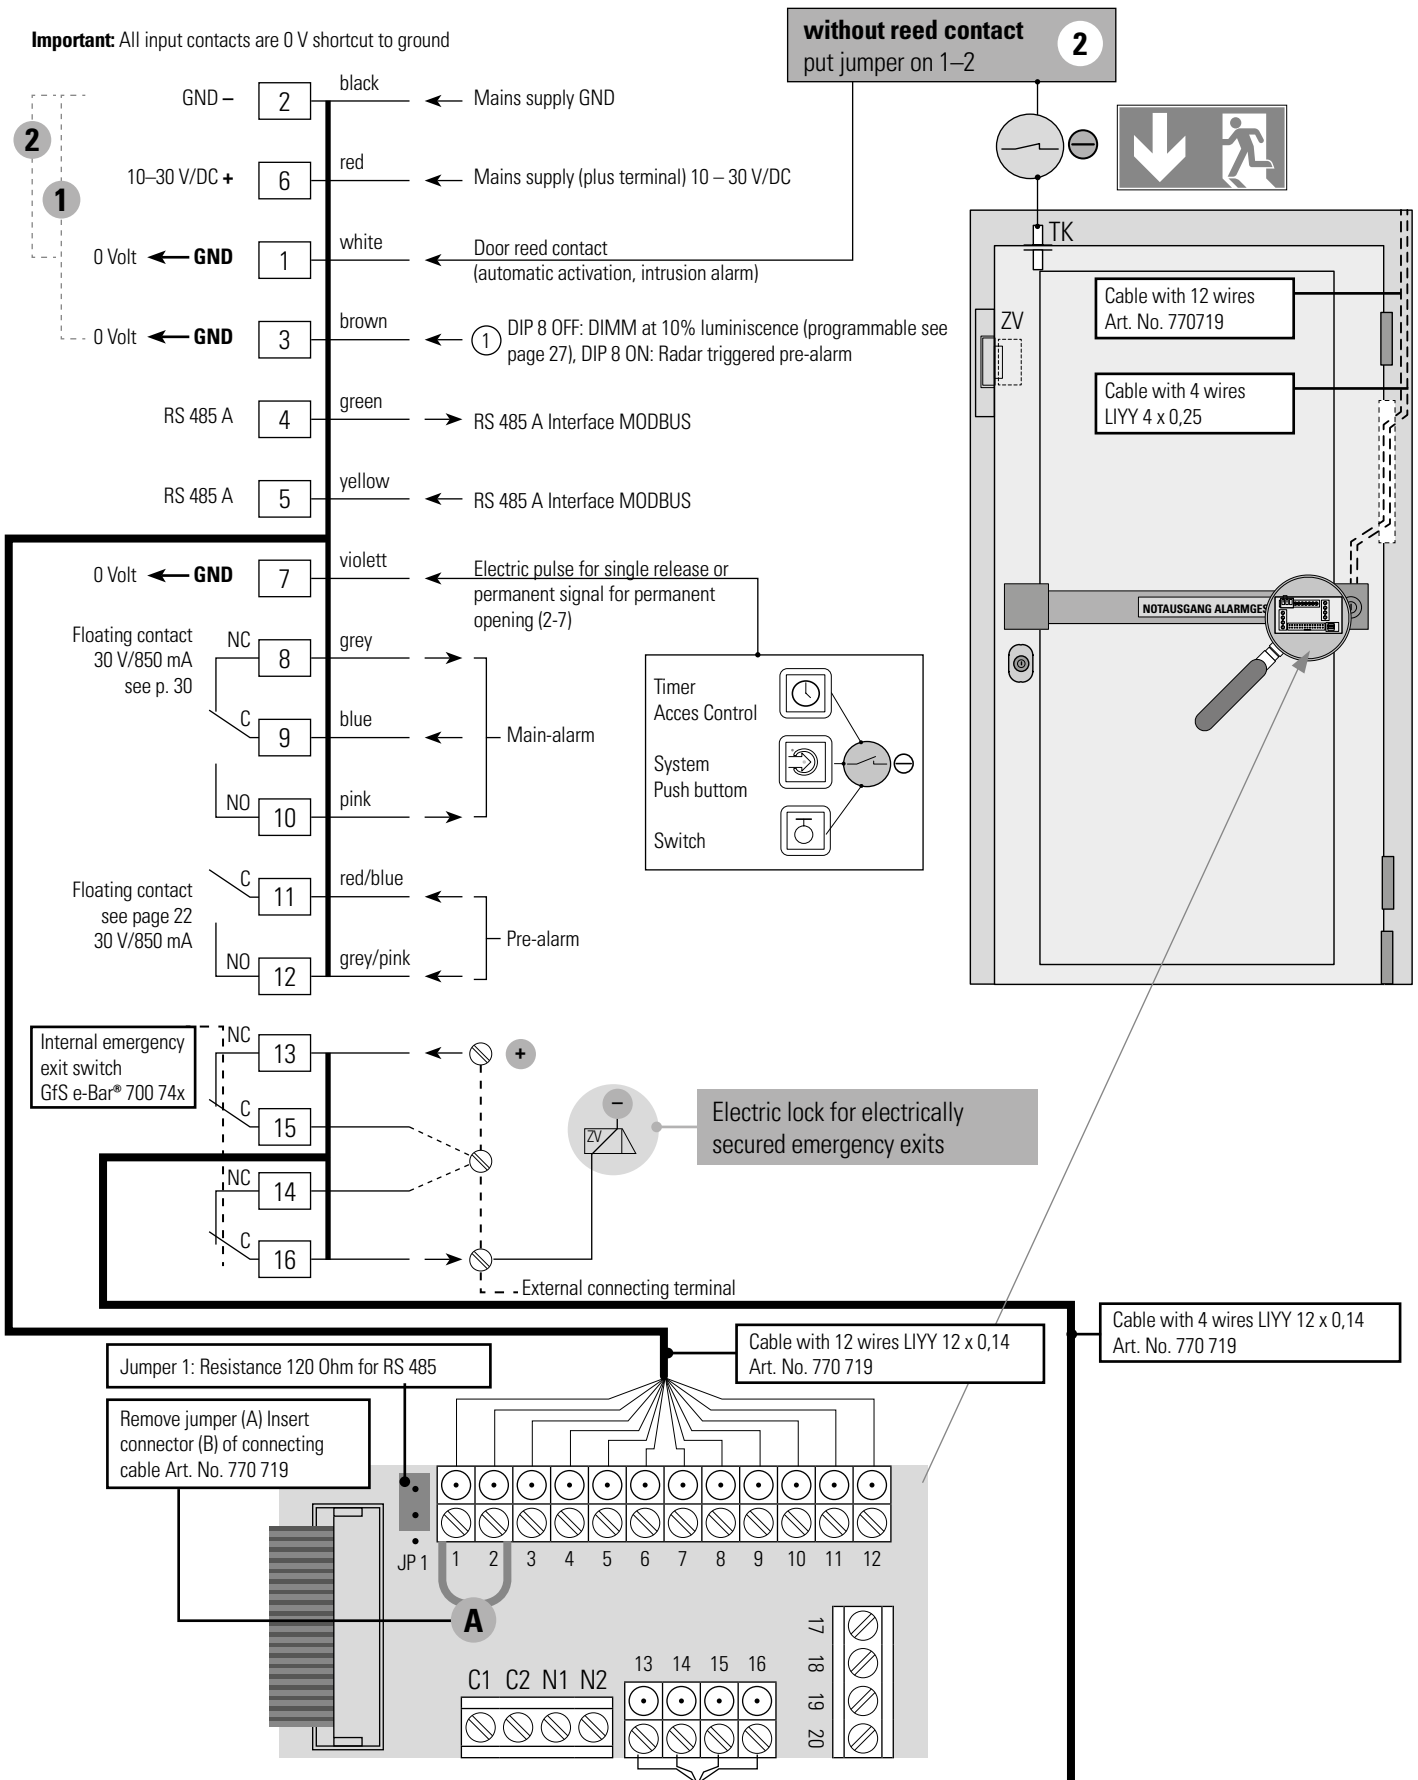 Important: All input contacts are 0 V shortcut to ground
without reed contact
put jumper on 1–2
2
GND –
2
black
Mains supply GND
2
1
10–30 V/DC +
6
red
Mains supply (plus terminal) 10 – 30 V/DC
0 Volt
GND
1
white
Door reed contact
(automatic activation, intrusion alarm)
0 Volt
GND
3
brown
1
DIP 8 OFF: DIMM at 10% luminiscence (programmable see
page 27), DIP 8 ON: Radar triggered pre-alarm
RS 485 A
4
green
RS 485 A Interface MODBUS
RS 485 A
5
yellow
RS 485 A Interface MODBUS
0 Volt
GND
7
violett
Electric pulse for single release or
permanent signal for permanent
opening (2-7)
Floating contact
30 V/850 mA
see p. 30
NC
8
grey
C
9
blue
Main-alarm
NO
10
pink
Floating contact
see page 22
30 V/850 mA
C
11
red/blue
Pre-alarm
NO
12
grey/pink
TK
ZV
Cable with 12 wires
Art. No. 770719
Cable with 4 wires
LIYY 4 x 0,25
NOTAUSGANG ALARMGES
Timer
Acces Control
System
Push buttom
Switch
Internal emergency
exit switch
GfS e-Bar® 700 74x
NC
13
+
C
15
NC
14
C
16
–
ZV
Electric lock for electrically
secured emergency exits
External connecting terminal
Cable with 12 wires LIYY 12 x 0,14
Art. No. 770 719
Cable with 4 wires LIYY 12 x 0,14
Art. No. 770 719
Jumper 1: Resistance 120 Ohm for RS 485
Remove jumper (A) Insert
connector (B) of connecting
cable Art. No. 770 719
JP 1
1 2 3 4 5 6 7 8 9 10 11 12
A
C1 C2 N1 N2
13 14 15 16
17
18
19
20